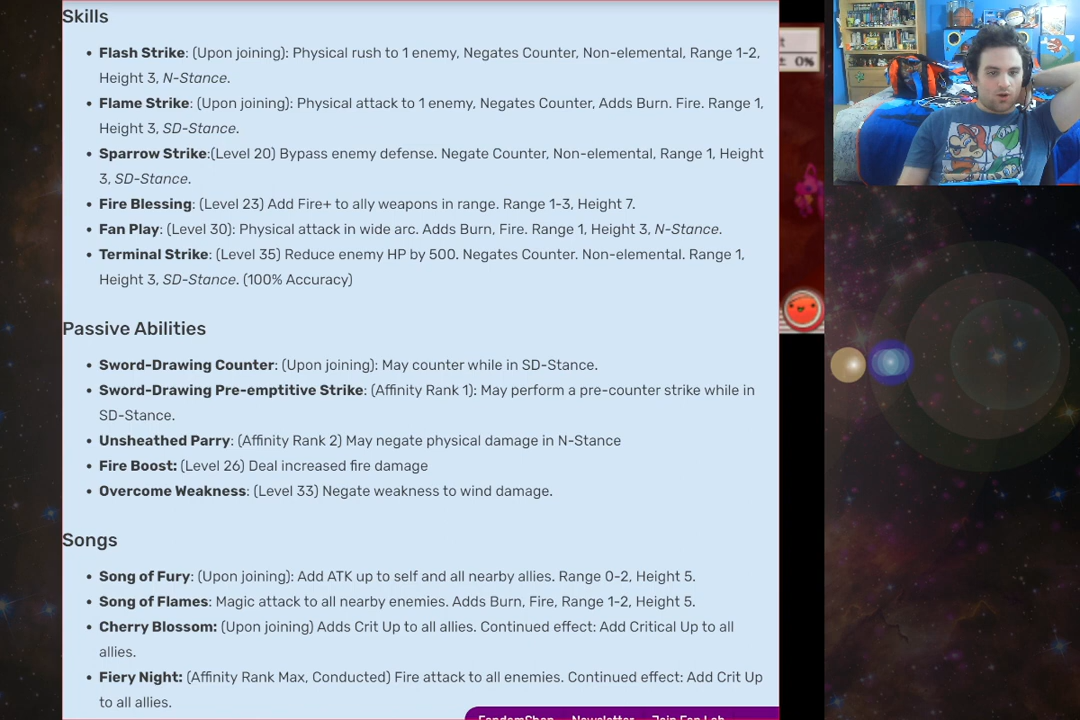 Skills
• Flash Strike: (Upon joining): Physical rush to 1 enemy, Negates Counter, Non-elemental, Range 1-2,
Height 3, N-Stance.
• Flame Strike: (Upon joining): Physical attack to 1 enemy, Negates Counter, Adds Burn. Fire. Range 1,
Height 3, SD-Stance.
• Sparrow Strike:(Level 20) Bypass enemy defense. Negate Counter, Non-elemental, Range 1, Height
3, SD-Stance.
• Fire Blessing: (Level 23) Add Fire+ to ally weapons in range. Range 1-3, Height 7.
• Fan Play: (Level 30): Physical attack in wide arc. Adds Burn, Fire. Range 1, Height 3, N-Stance.
• Terminal Strike: (Level 35) Reduce enemy HP by 500. Negates Counter. Non-elemental. Range 1,
Height 3, SD-Stance. (100% Accuracy)
Passive Abilities
• Sword-Drawing Counter: (Upon joining): May counter while in SD-Stance.
• Sword-Drawing Pre-emptitive Strike: (Affinity Rank 1): May perform a pre-counter strike while in
SD-Stance.
• Unsheathed Parry: (Affinity Rank 2) May negate physical damage in N-Stance
• Fire Boost: (Level 26) Deal increased fire damage
• Overcome Weakness: (Level 33) Negate weakness to wind damage.
Songs
• Song of Fury: (Upon joining): Add ATK up to self and all nearby allies. Range 0-2, Height 5.
• Song of Flames: Magic attack to all nearby enemies. Adds Burn, Fire, Range 1-2, Height 5.
• Cherry Blossom: (Upon joining) Adds Crit Up to all allies. Continued effect: Add Critical Up to all
allies.
• Fiery Night: (Affinity Rank Max, Conducted) Fire attack to all enemies. Continued effect: Add Crit Up
to all allies.
FandomShop Newsletter Join Fan Lab
t
0%